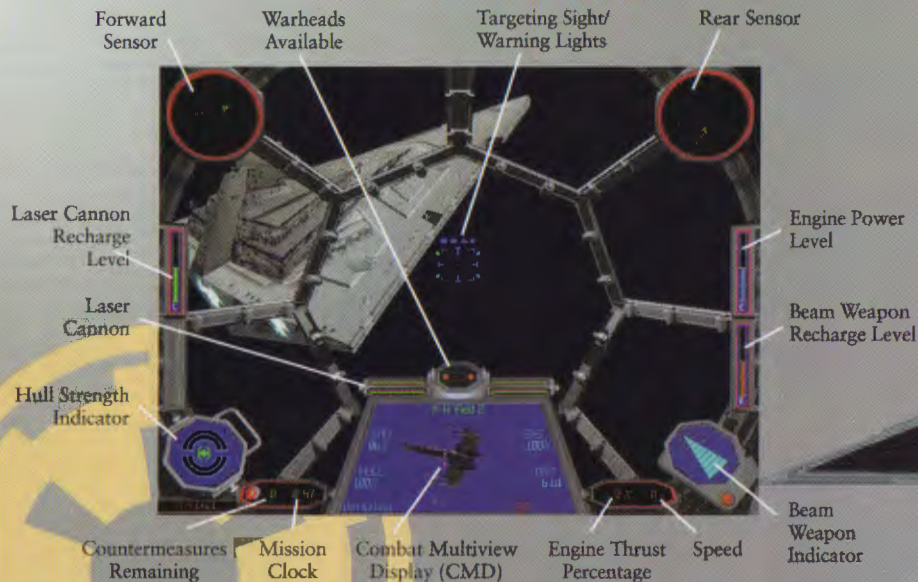 Forward
Sensor
Warheads
Available
Targeting Sight/
Warning Lights
Rear Sensor
Laser Cannon
Recharge
Level
Laser
Cannon
Hull Strength
Indicator
Engine Power
Level
Beam Weapon
Recharge Level
Countermeasures
Remaining
Mission
Clock
Combat Multiview
Display (CMD)
Engine Thrust
Percentage
Speed
Beam
Weapon
Indicator